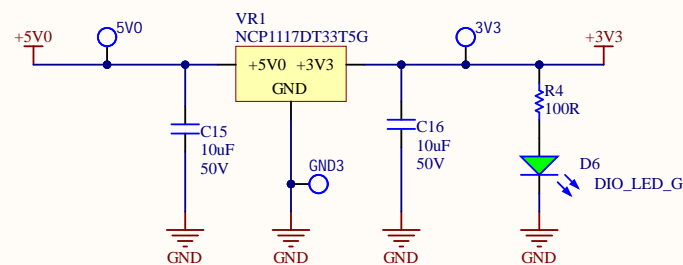 VR1
NCP1117DT33T5G
+5V0
5V0
3V3
+3V3
+5V0 +3V3
GND
R4
100R
C15
10uF
50V
C16
10uF
50V
GND3
D6
DIO_LED_G
GND
GND
GND
GND